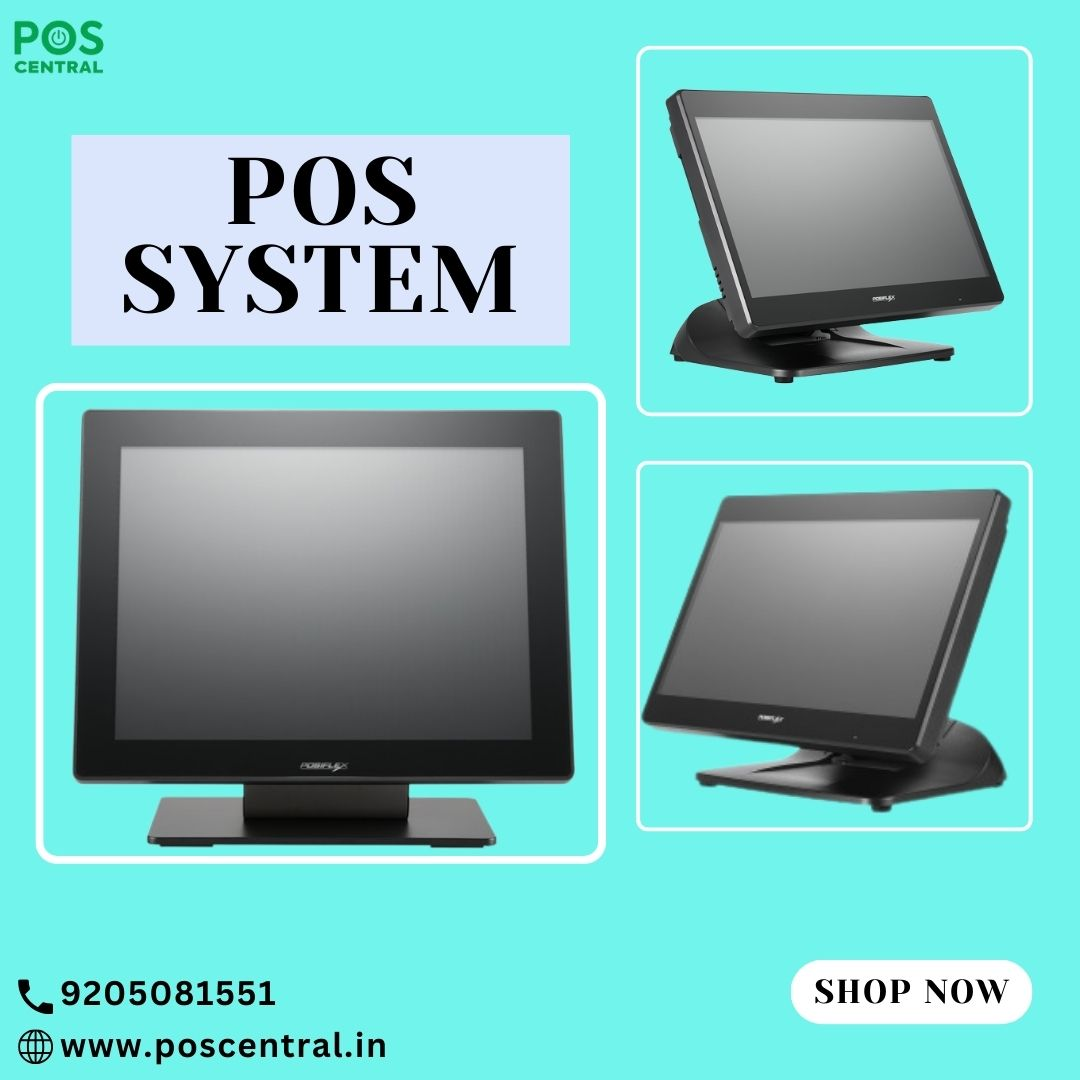 POS
CENTRAL
POS
SYSTEM
POSIFLEX
POSIFLEX
POSIFLEX
9205081551
www.poscentral.in
SHOP NOW